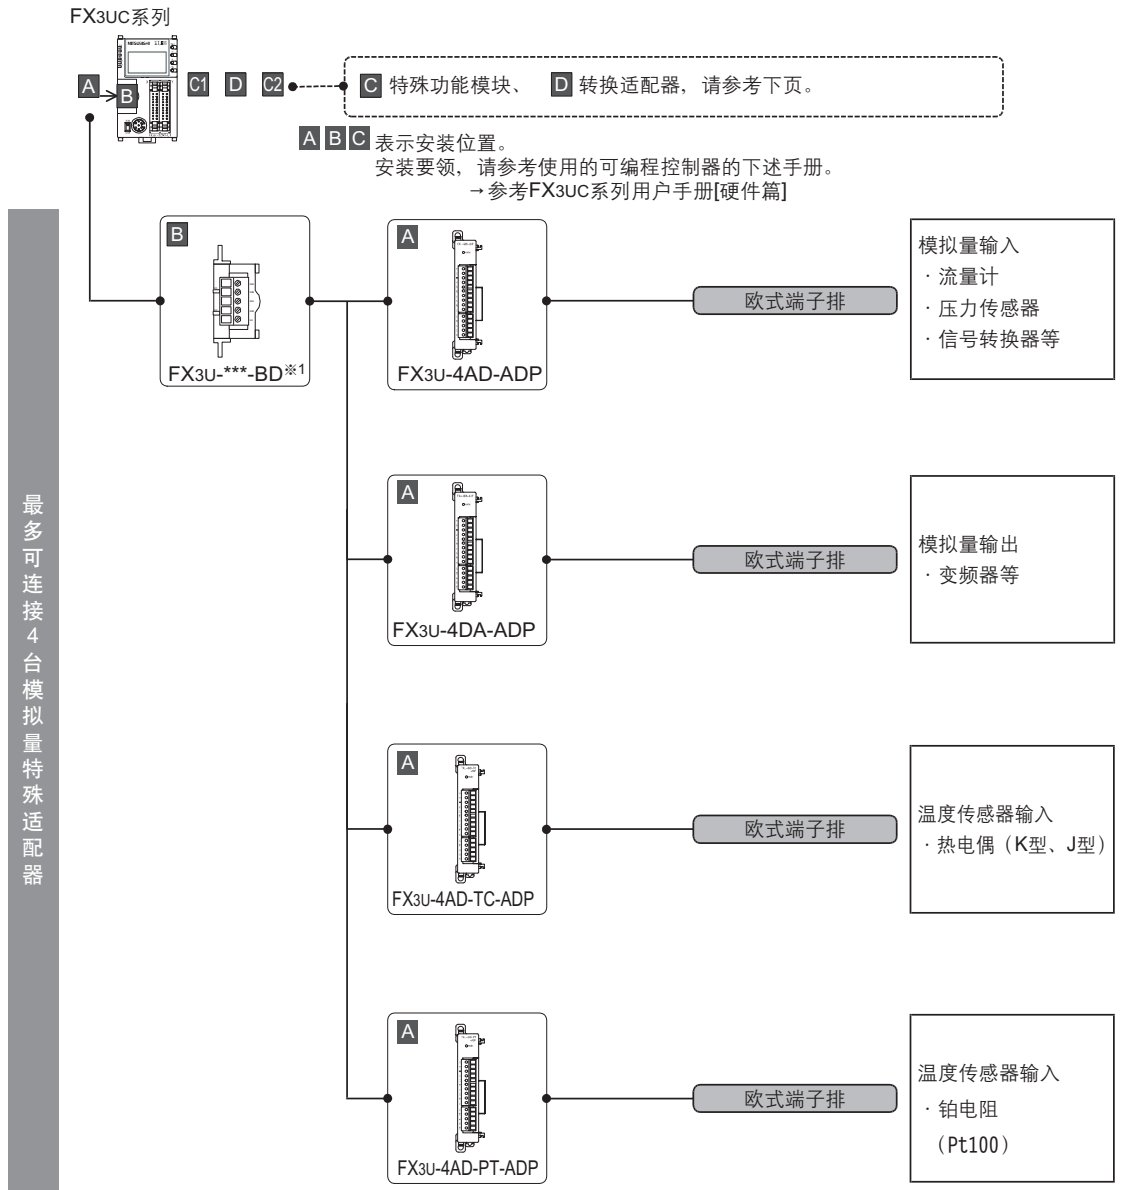 FX3UC系列
A
B
C1 D C2
C 特殊功能模块、 D 转换适配器，请参考下页。
A B C 表示安装位置。
安装要领，请参考使用的可编程控制器的下述手册。
→参考FX3UC系列用户手册[硬件篇]
最多可连接4台模拟量特殊适配器
B
FX3U-***-BD※1
A
FX3U-4AD-ADP
欧式端子排
模拟量输入
·流量计
·压力传感器
·信号转换器等
A
FX3U-4DA-ADP
欧式端子排
模拟量输出
·变频器等
A
FX3U-4AD-TC-ADP
欧式端子排
温度传感器输入
·热电偶（K型、J型）
A
FX3U-4AD-PT-ADP
欧式端子排
温度传感器输入
·铂电阻
（Pt100）